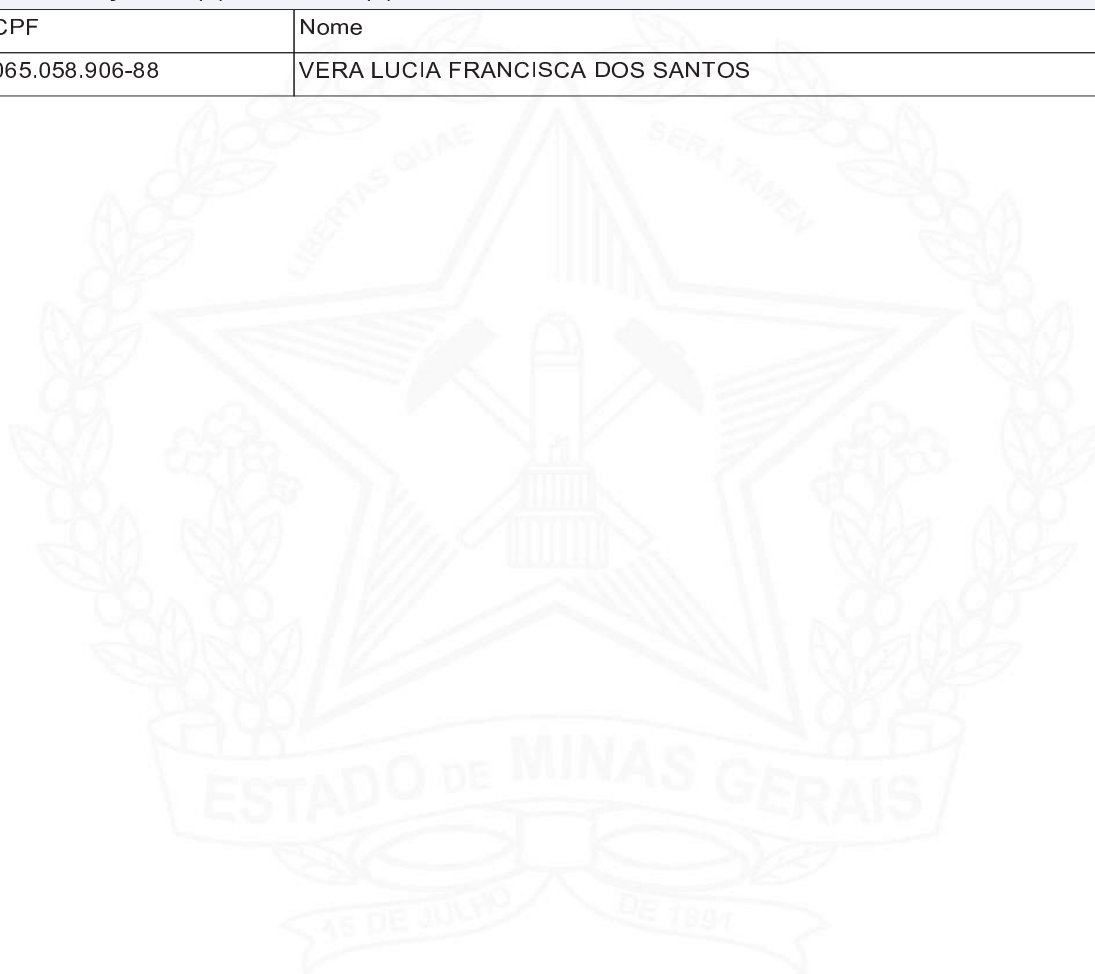 CPF Nome
065.058.906-88 VERA LUCIA FRANCISCA DOS SANTOS
LIBERTAS QUAE SERA TAMEN
ESTADO DE MINAS GERAIS
15 DE JULHO DE 1891